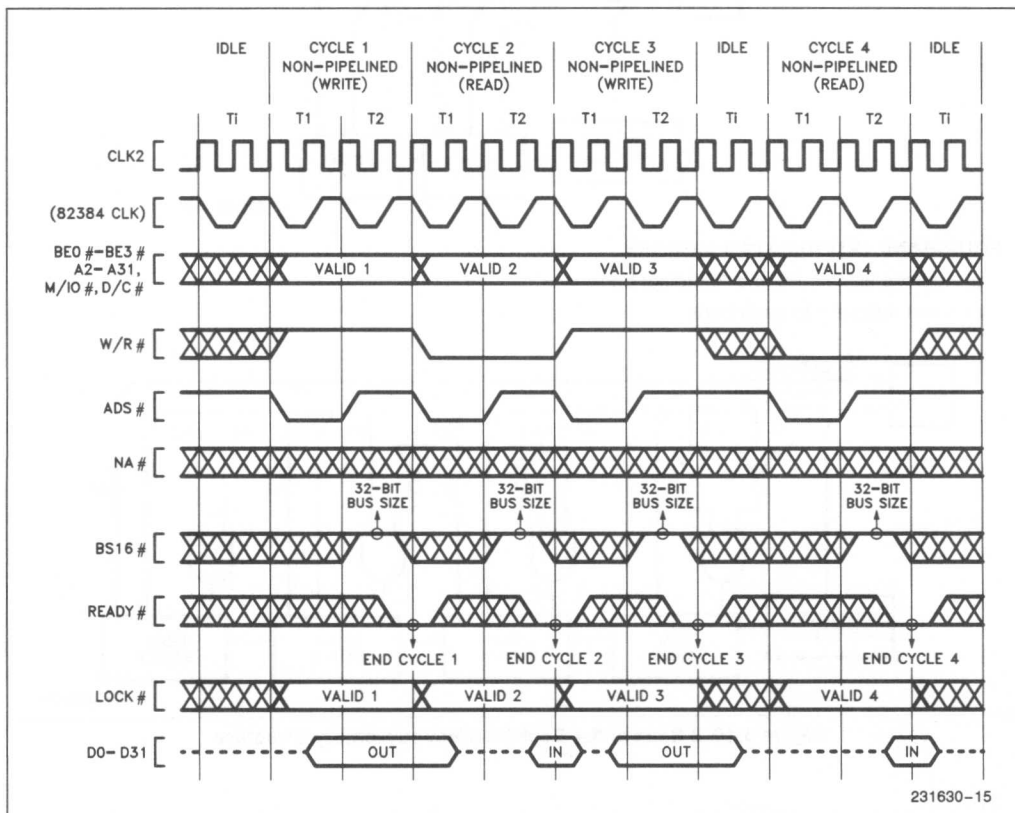 IDLE CYCLE 1 CYCLE 2 CYCLE 3 IDLE CYCLE 4 IDLE
NON-PIPELINED NON-PIPELINED NON-PIPELINED NON-PIPELINED
(WRITE) (READ) (WRITE) (READ)
Ti T1 T2 T1 T2 T1 T2 Ti T1 T2 Ti
CLK2
(82384 CLK)
BE0 #-BE3 #
A2-A31,
M/IO #, D/C #
VALID 1 VALID 2 VALID 3 VALID 4
W/R #
ADS #
NA #
32-BIT 32-BIT 32-BIT 32-BIT
BUS SIZE BUS SIZE BUS SIZE BUS SIZE
BS16 #
READY #
END CYCLE 1 END CYCLE 2 END CYCLE 3 END CYCLE 4
LOCK # VALID 1 VALID 2 VALID 3 VALID 4
D0-D31 OUT IN OUT IN
231630-15